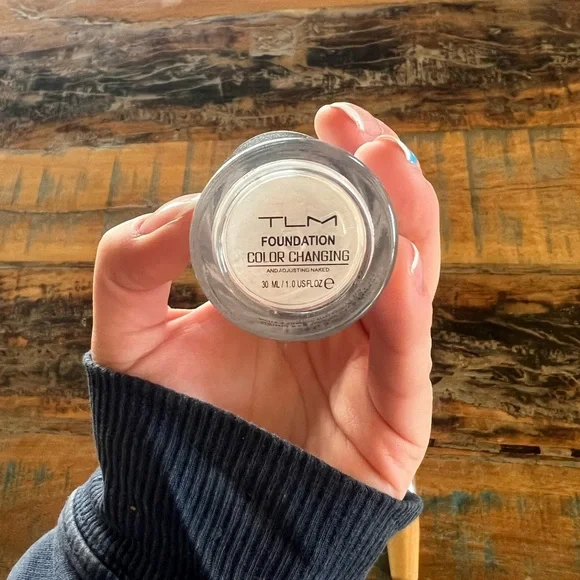 TLM
FOUNDATION
COLOR CHANGING
AND ADJUSTING NAKED
30 ML/1.0 US FL OZ ℮